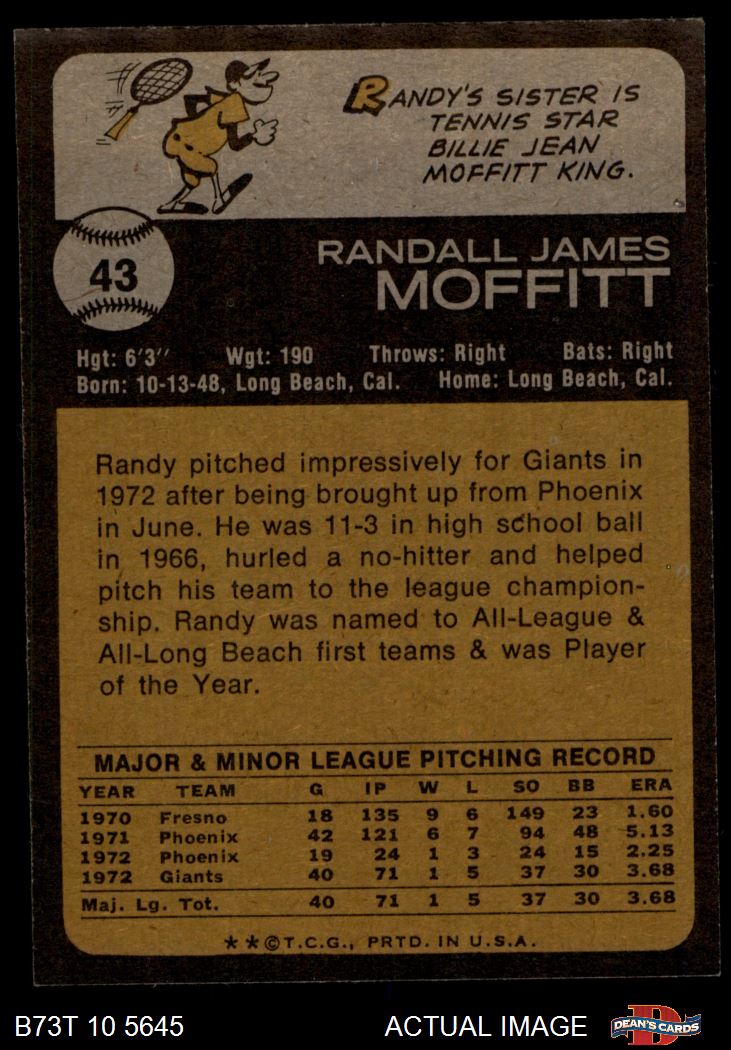 RANDY'S SISTER IS
TENNIS STAR
BILLIE JEAN
MOFFITT KING.
43
RANDALL JAMES
MOFFITT
Hgt: 6'3" Wgt: 190 Throws: Right Bats: Right
Born: 10-13-48, Long Beach, Cal. Home: Long Beach, Cal.
Randy pitched impressively for Giants in
1972 after being brought up from Phoenix
in June. He was 11-3 in high school ball
in 1966, hurled a no-hitter and helped
pitch his team to the league champion-
ship. Randy was named to All-League &
All-Long Beach first teams & was Player
of the Year.
MAJOR & MINOR LEAGUE PITCHING RECORD
YEAR TEAM G IP W L SO BB ERA
1970 Fresno 18 135 9 6 149 23 1.60
1971 Phoenix 42 121 6 7 94 48 5.13
1972 Phoenix 19 24 1 3 24 15 2.25
1972 Giants 40 71 1 5 37 30 3.68
Maj. Lg. Tot. 40 71 1 5 37 30 3.68
★★©T.C.G., PRTD. IN U.S.A.
B73T 10 5645 ACTUAL IMAGE DEAN'S CARDS